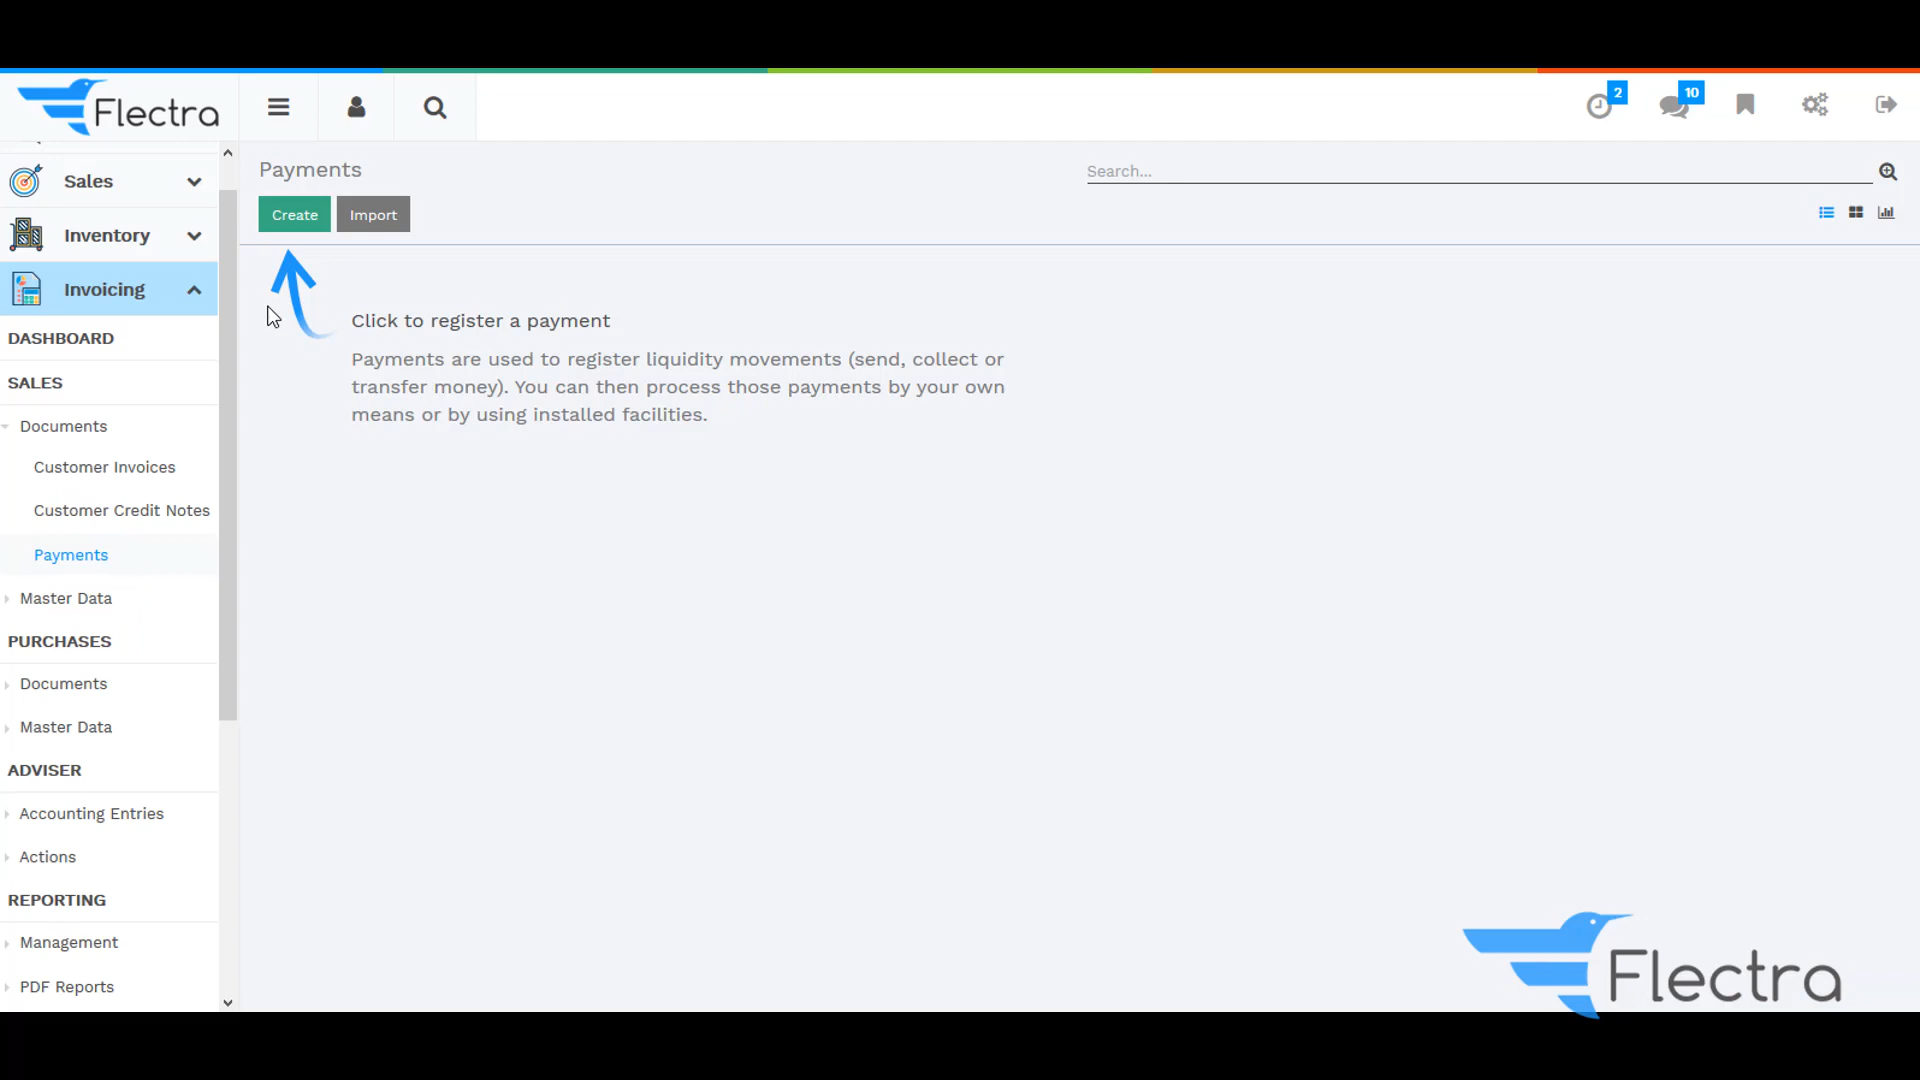 Flectra
2
10
Sales
Inventory
Invoicing
DASHBOARD
SALES
Documents
Customer Invoices
Customer Credit Notes
Payments
Master Data
PURCHASES
Documents
Master Data
ADVISER
Accounting Entries
Actions
REPORTING
Management
PDF Reports
Payments
Search...
Create
Import
Click to register a payment
Payments are used to register liquidity movements (send, collect or
transfer money). You can then process those payments by your own
means or by using installed facilities.
Flectra